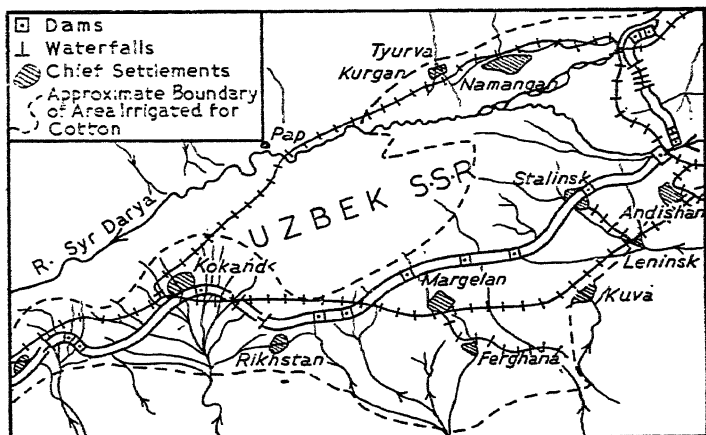 Dams
Waterfalls
Chief Settlements
Approximate Boundary
of Area Irrigated for
Cotton
Tyurva
Kurgan
Namangan
Pap
R. Syr Darya
UZBEK S.S.R
Stalinsk
Andishan
Leninsk
Kokand
Margelan
Kuva
Rikhstan
Ferghana